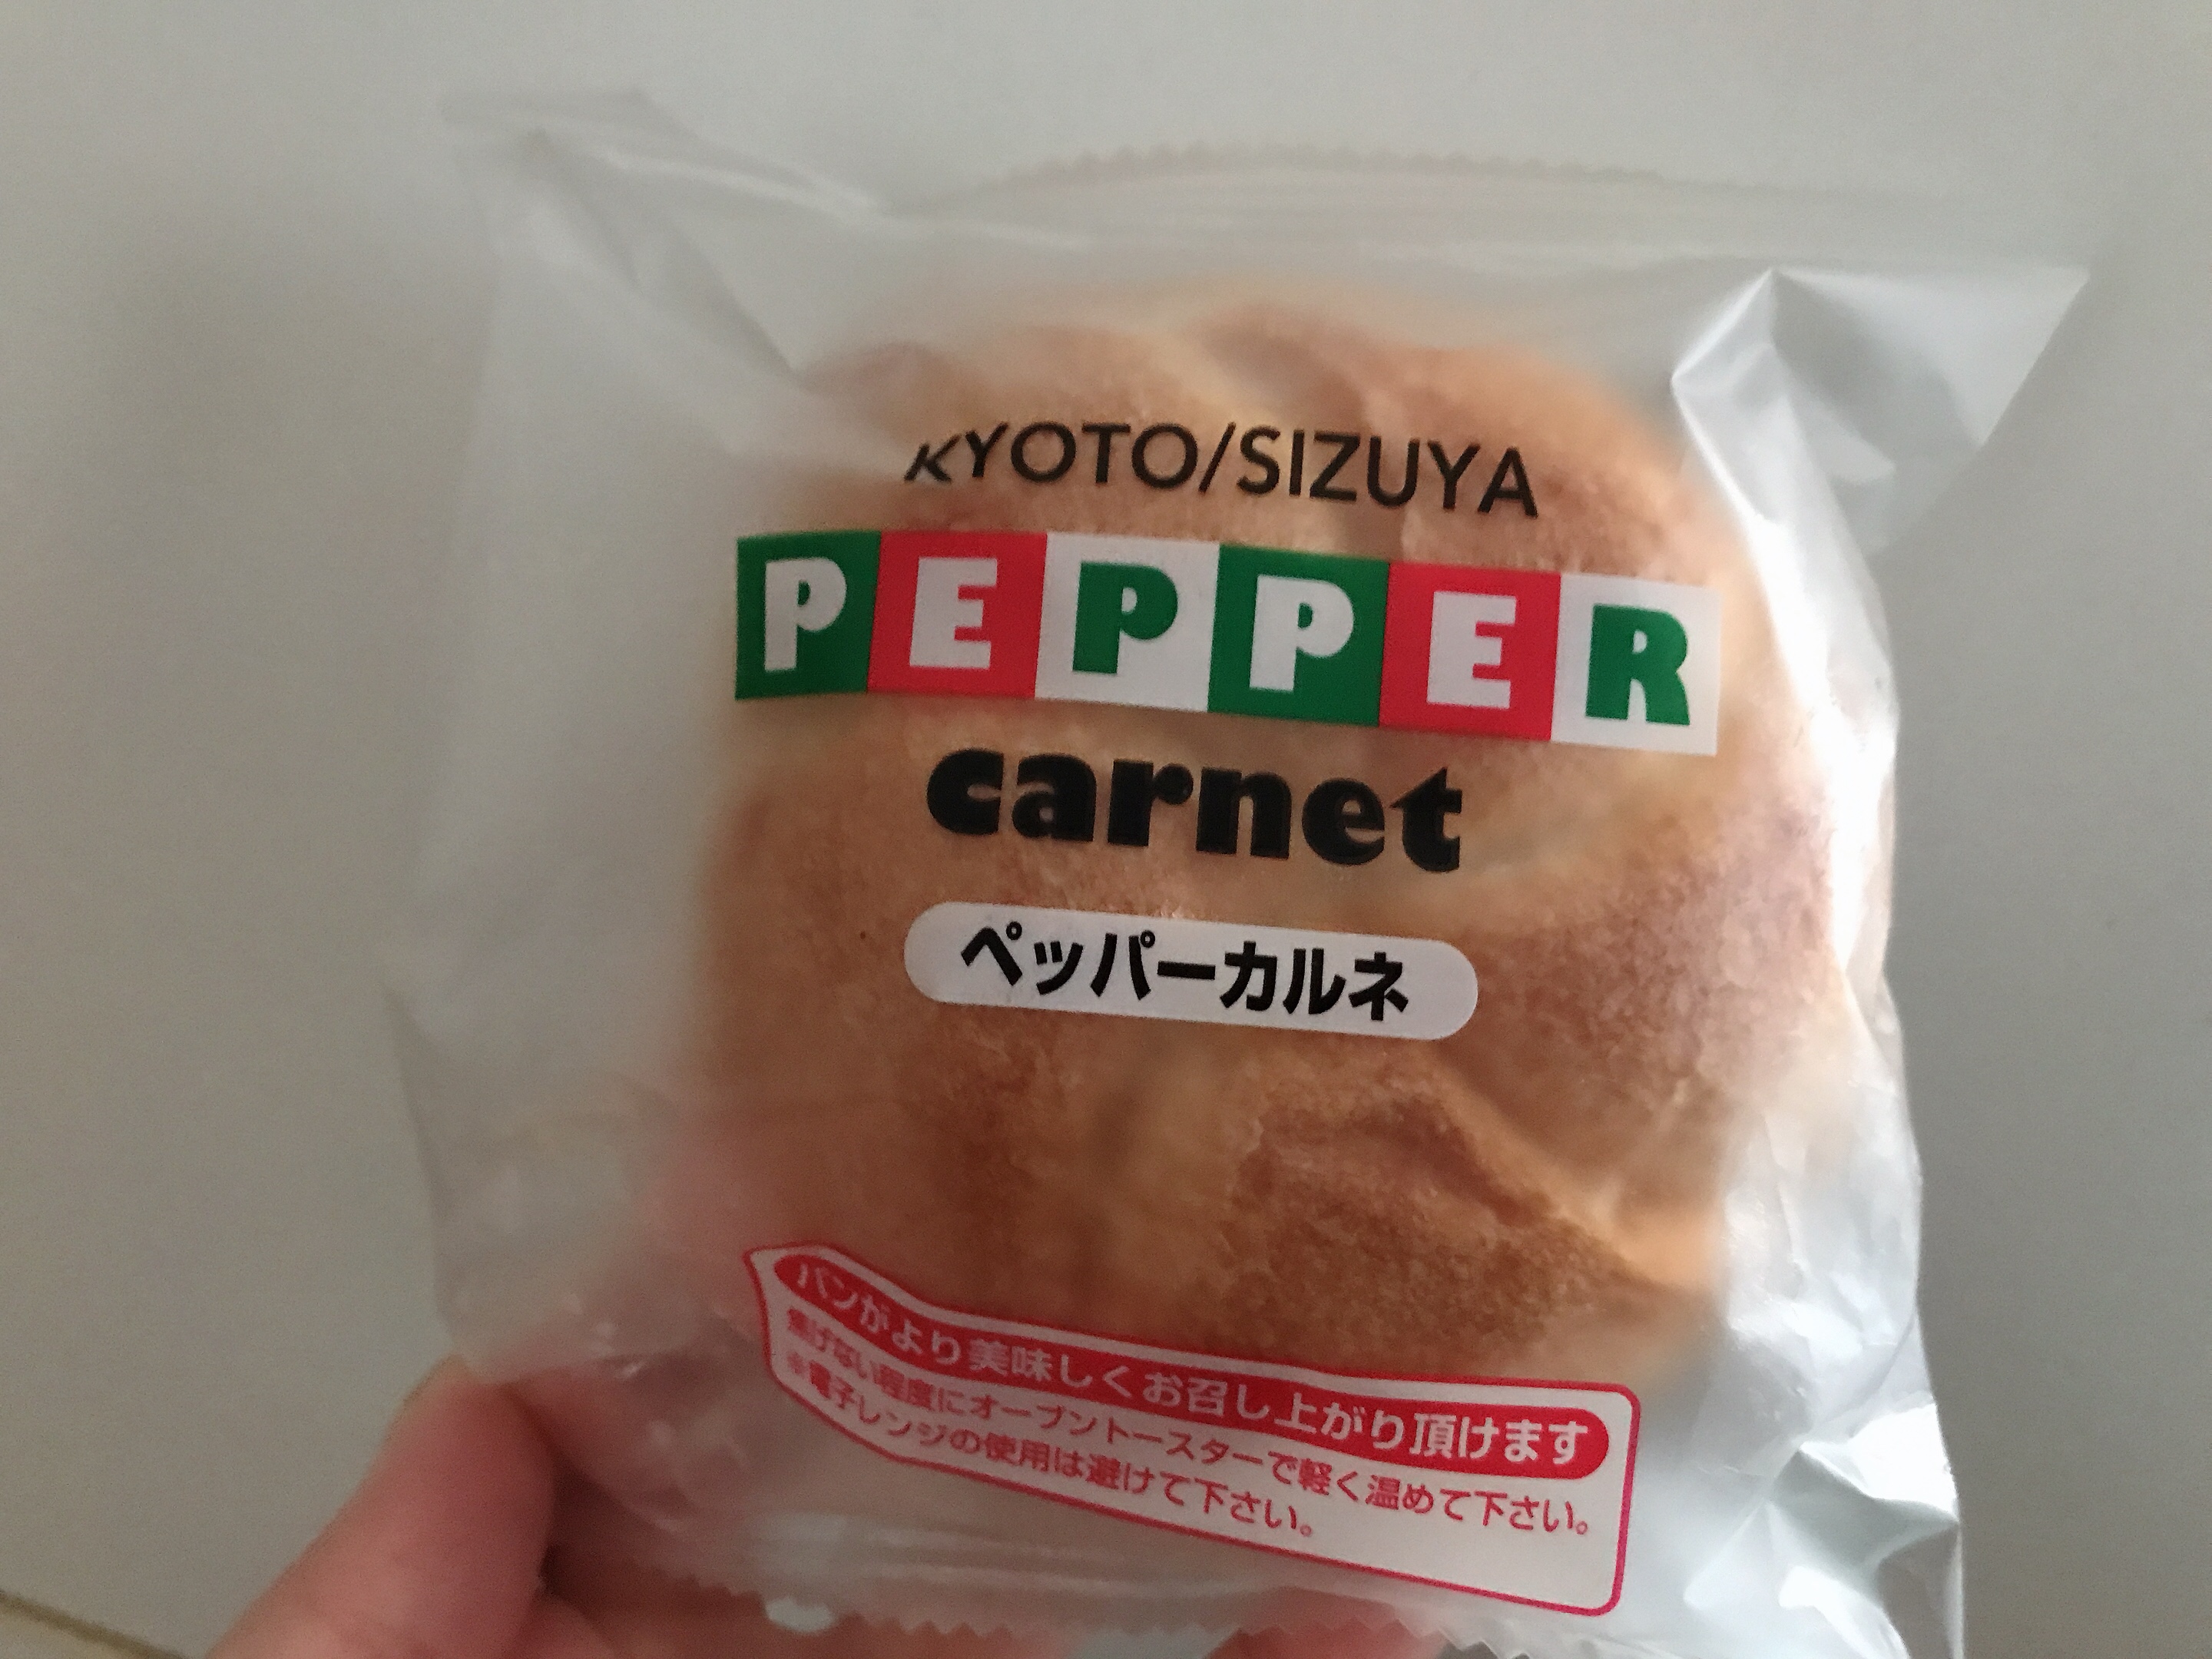 KYOTO/SIZUYA
PEPPER
carnet
ペッパーカルネ
パンがより美味しくお召し上がり頂けます
焦げない程度にオーブントースターで軽く温めて下さい。
※電子レンジの使用は避けて下さい。